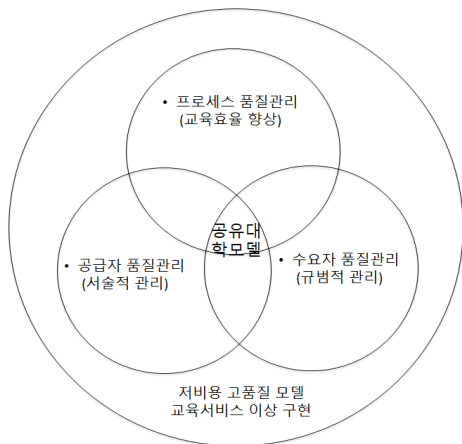 • 프로세스 품질관리
(교육효율 향상)
공유대
학모델
• 공급자 품질관리
(서술적 관리)
• 수요자 품질관리
(규범적 관리)
저비용 고품질 모델
교육서비스 이상 구현